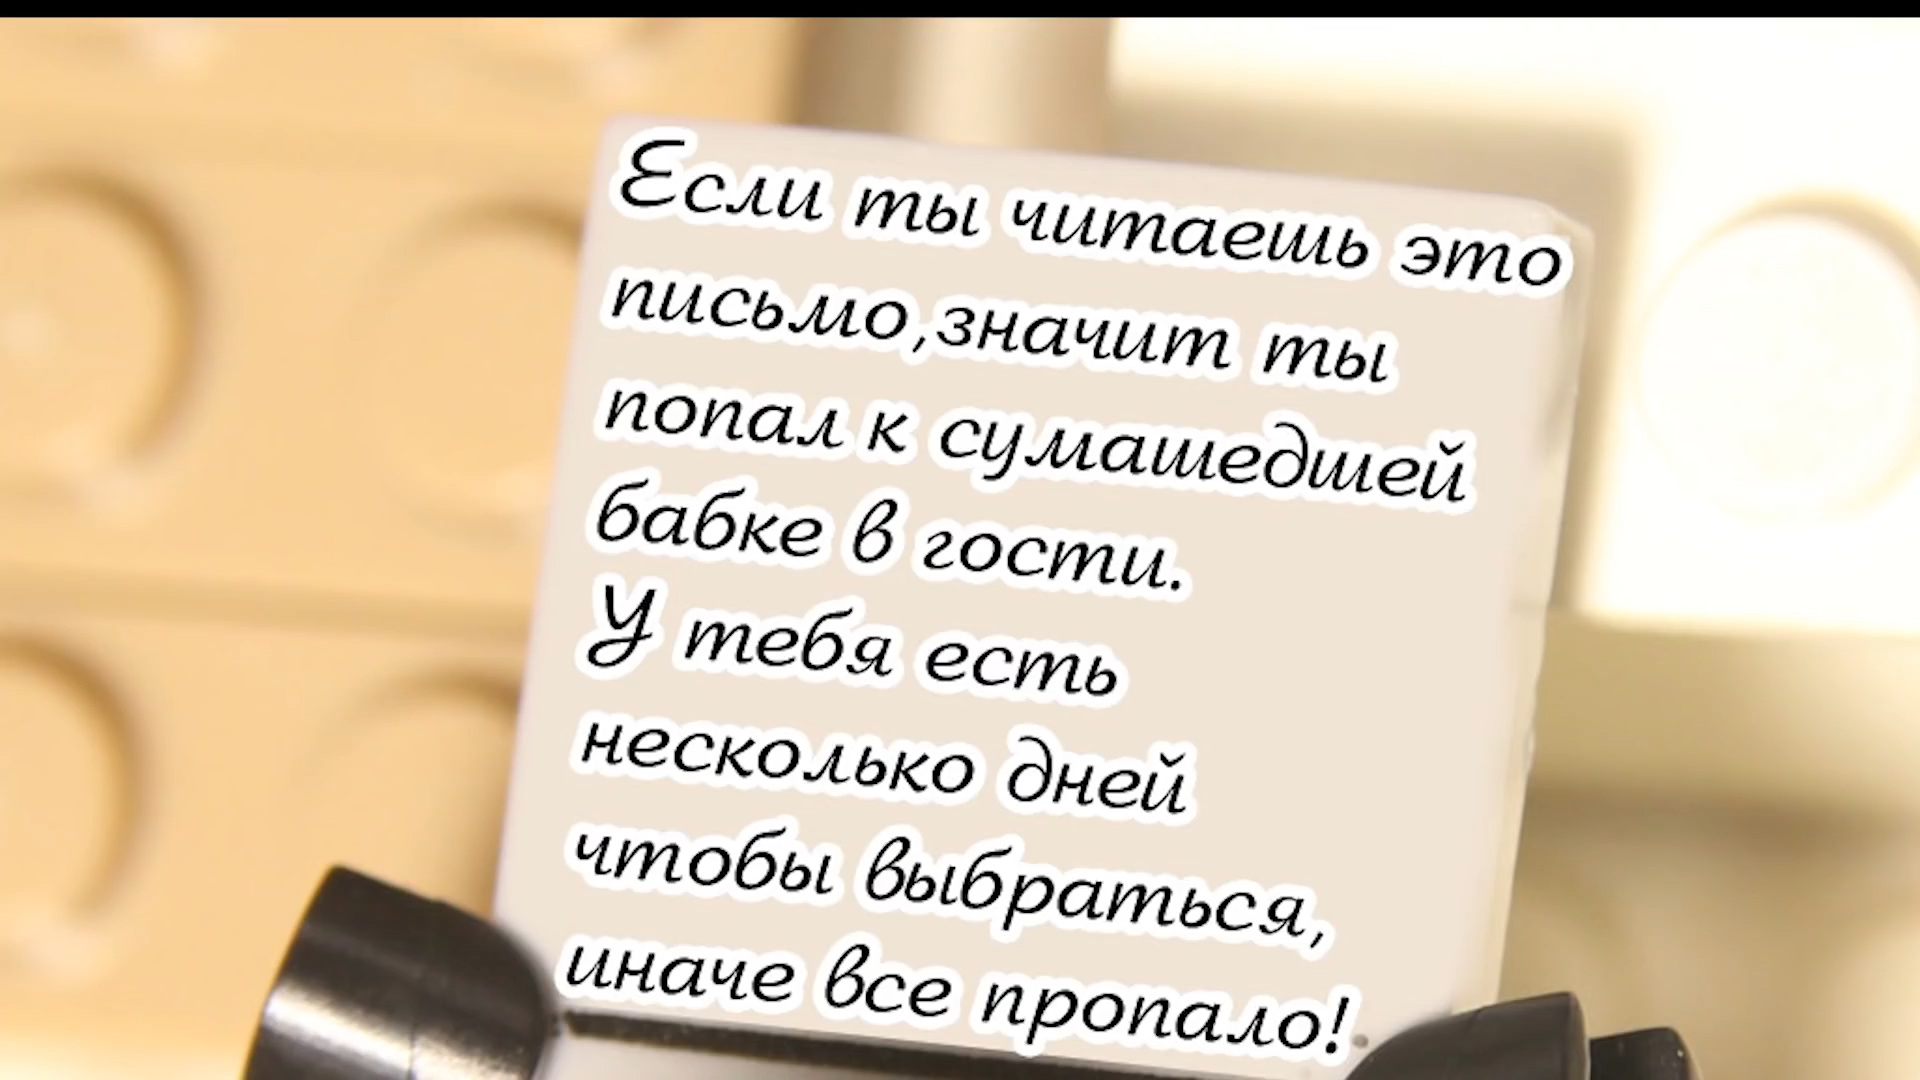 Если ты читаешь это
письмо,значит ты
попал к сумашедшей
бабке в гости.
У тебя есть
несколько дней
чтобы выбраться,
иначе все пропало!